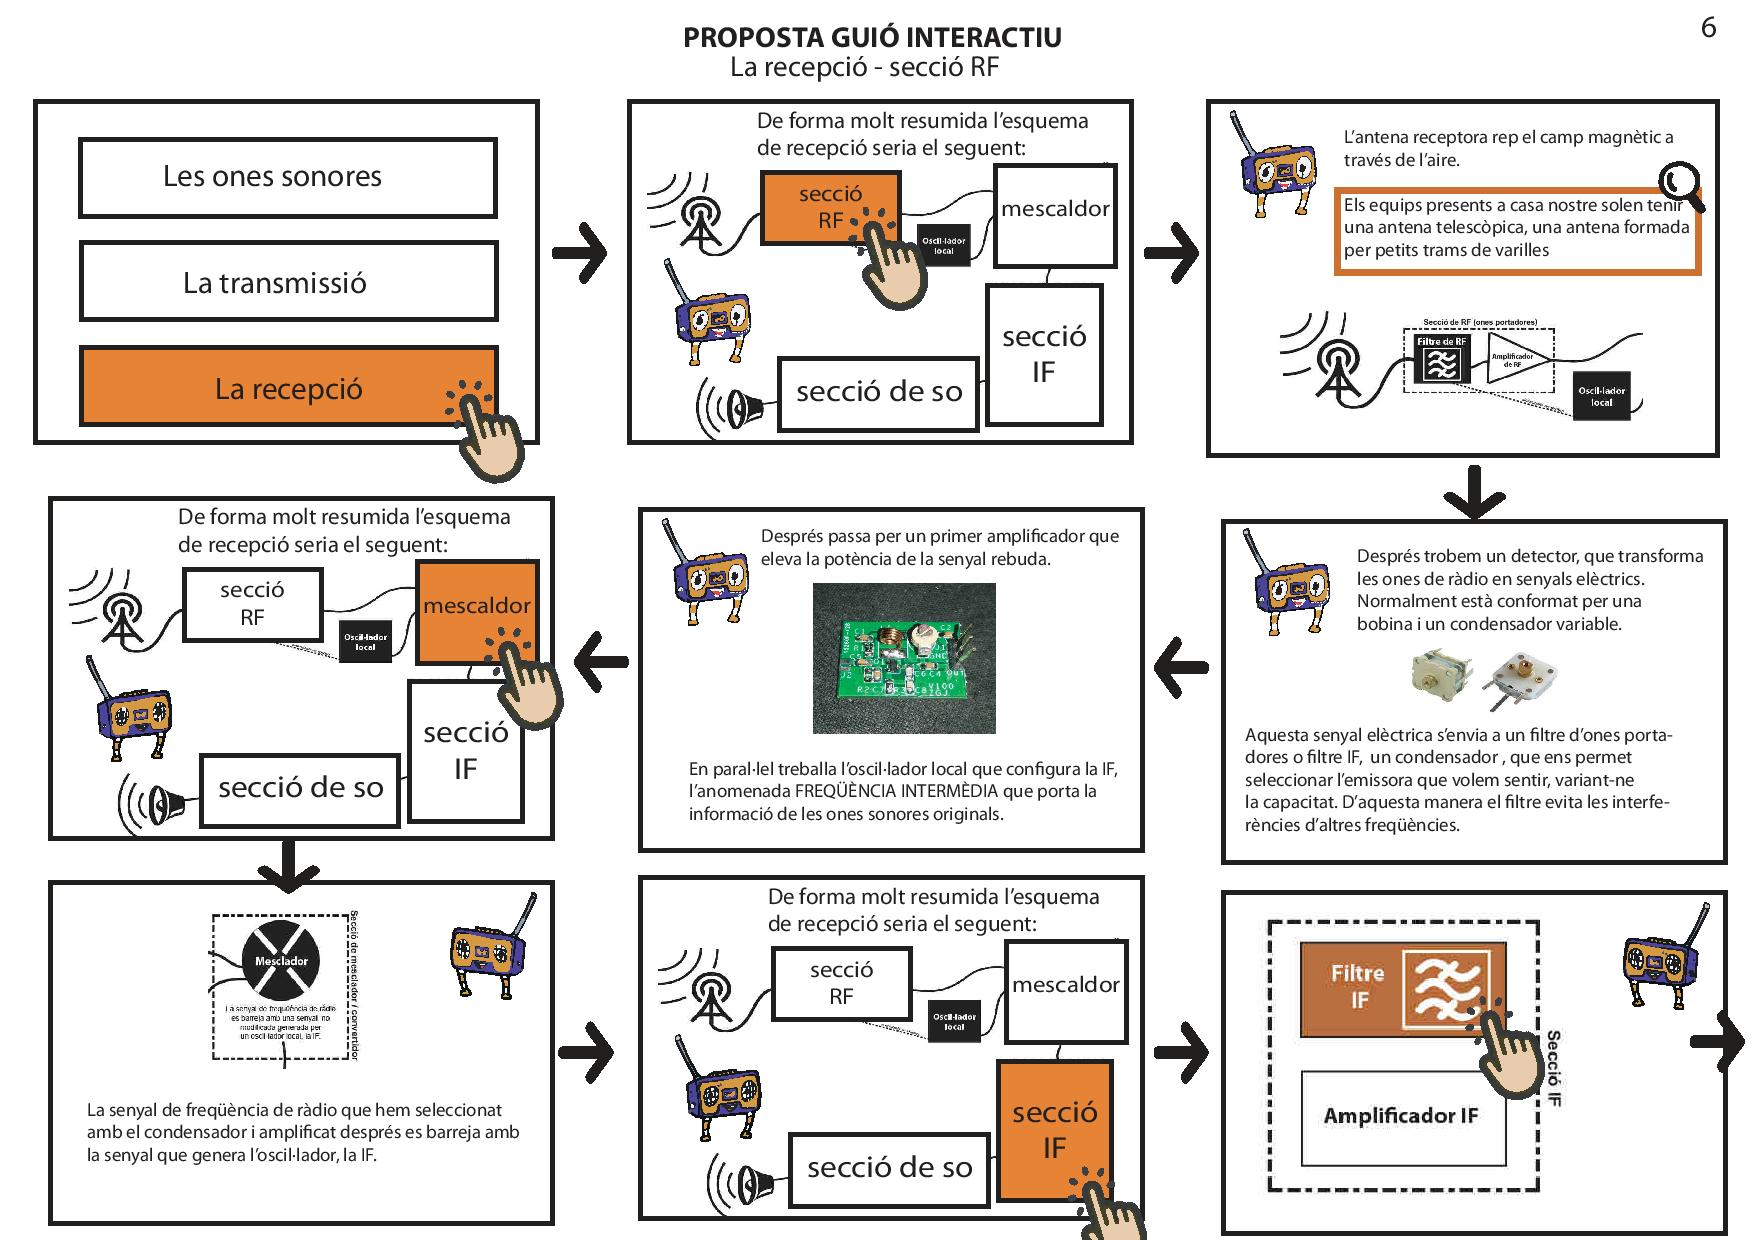 6
PROPOSTA GUIÓ INTERACTIU
La recepció - secció RF
Les ones sonores
La transmissió
La recepció
De forma molt resumida l'esquema
de recepció seria el seguent:
secció
RF
mescaldor
Oscil·lador
local
secció
IF
secció de so
L'antena receptora rep el camp magnètic a
través de l'aire.
Els equips presents a casa nostre solen tenir
una antena telescòpica, una antena formada
per petits trams de varilles
Secció de RF (ones portadores)
Filtre de RF
Amplificador
de RF
Oscil·lador
local
Després trobem un detector, que transforma
les ones de ràdio en senyals elèctrics.
Normalment està conformat per una
bobina i un condensador variable.
Aquesta senyal elèctrica s'envia a un filtre d'ones porta-
dores o filtre IF, un condensador , que ens permet
seleccionar l'emissora que volem sentir, variant-ne
la capacitat. D'aquesta manera el filtre evita les interfe-
rències d'altres freqüències.
Després passa per un primer amplificador que
eleva la potència de la senyal rebuda.
En paral·lel treballa l'oscil·lador local que configura la IF,
l'anomenada FREQÜÈNCIA INTERMÈDIA que porta la
informació de les ones sonores originals.
De forma molt resumida l'esquema
de recepció seria el seguent:
secció
RF
mescaldor
Oscil·lador
local
secció
IF
secció de so
Secció de mesclador / convertidor
Mesclador
La senyal de freqüència de ràdio
es barreja amb una senyal no
modificada generada per
un oscil·lador local, la IF.
La senyal de freqüència de ràdio que hem seleccionat
amb el condensador i amplificat després es barreja amb
la senyal que genera l'oscil·lador, la IF.
De forma molt resumida l'esquema
de recepció seria el seguent:
secció
RF
mescaldor
Oscil·lador
local
secció
IF
secció de so
Filtre
IF
Amplificador IF
Secció IF